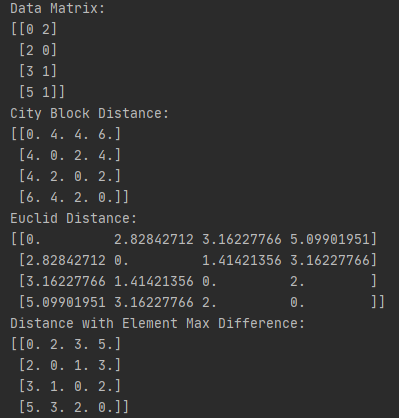 Data Matrix:
[[0 2]
 [2 0]
 [3 1]
 [5 1]]
City Block Distance:
[[0. 4. 4. 6.]
 [4. 0. 2. 4.]
 [4. 2. 0. 2.]
 [6. 4. 2. 0.]]
Euclid Distance:
[[0.         2.82842712 3.16227766 5.09901951]
 [2.82842712 0.         1.41421356 3.16227766]
 [3.16227766 1.41421356 0.         2.        ]
 [5.09901951 3.16227766 2.         0.        ]]
Distance with Element Max Difference:
[[0. 2. 3. 5.]
 [2. 0. 1. 3.]
 [3. 1. 0. 2.]
 [5. 3. 2. 0.]]